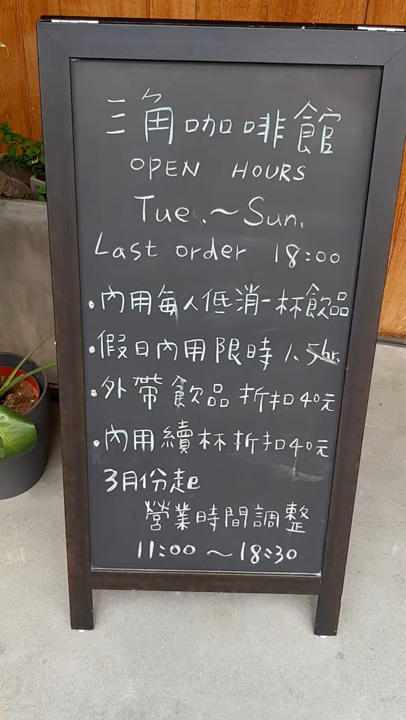 三角咖啡館
OPEN HOURS
Tue.～Sun.
Last order 18:00
•內用每人低消一杯飲品
•假日內用限時1.5hr
•外帶飲品折扣40元
•內用續杯折扣40元
3月份起
營業時間調整
11:00～18:30